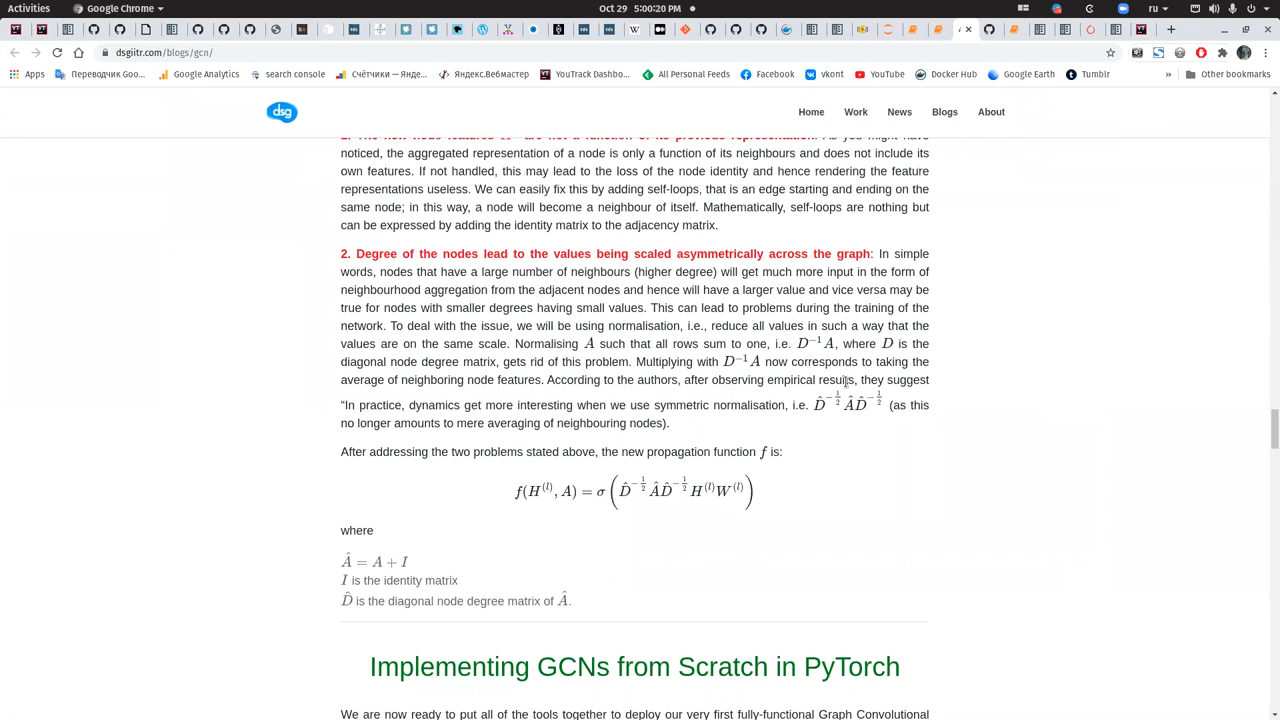 Activities Google Chrome Oct 29 5:00:20 PM ru
dsgiitr.com/blogs/gcn/
Apps Переводчик Goo... Google Analytics search console Счётчики — Янде... Яндекс.Вебмастер YouTrack Dashbo... All Personal Feeds Facebook vkont YouTube Docker Hub Google Earth Tumblr » Other bookmarks
dsg Home Work News Blogs About
noticed, the aggregated representation of a node is only a function of its neighbours and does not include its
own features. If not handled, this may lead to the loss of the node identity and hence rendering the feature
representations useless. We can easily fix this by adding self-loops, that is an edge starting and ending on the
same node; in this way, a node will become a neighbour of itself. Mathematically, self-loops are nothing but
can be expressed by adding the identity matrix to the adjacency matrix.
2. Degree of the nodes lead to the values being scaled asymmetrically across the graph: In simple
words, nodes that have a large number of neighbours (higher degree) will get much more input in the form of
neighbourhood aggregation from the adjacent nodes and hence will have a larger value and vice versa may be
true for nodes with smaller degrees having small values. This can lead to problems during the training of the
network. To deal with the issue, we will be using normalisation, i.e., reduce all values in such a way that the
values are on the same scale. Normalising A such that all rows sum to one, i.e. D⁻¹A, where D is the
diagonal node degree matrix, gets rid of this problem. Multiplying with D⁻¹A now corresponds to taking the
average of neighboring node features. According to the authors, after observing empirical results, they suggest
“In practice, dynamics get more interesting when we use symmetric normalisation, i.e. D̂^(-1/2) Â D̂^(-1/2) (as this
no longer amounts to mere averaging of neighbouring nodes).
After addressing the two problems stated above, the new propagation function f is:
f(H^(l), A) = σ(D̂^(-1/2) Â D̂^(-1/2) H^(l) W^(l))
where
Â = A + I
I is the identity matrix
D̂ is the diagonal node degree matrix of Â.
Implementing GCNs from Scratch in PyTorch
We are now ready to put all of the tools together to deploy our very first fully-functional Graph Convolutional